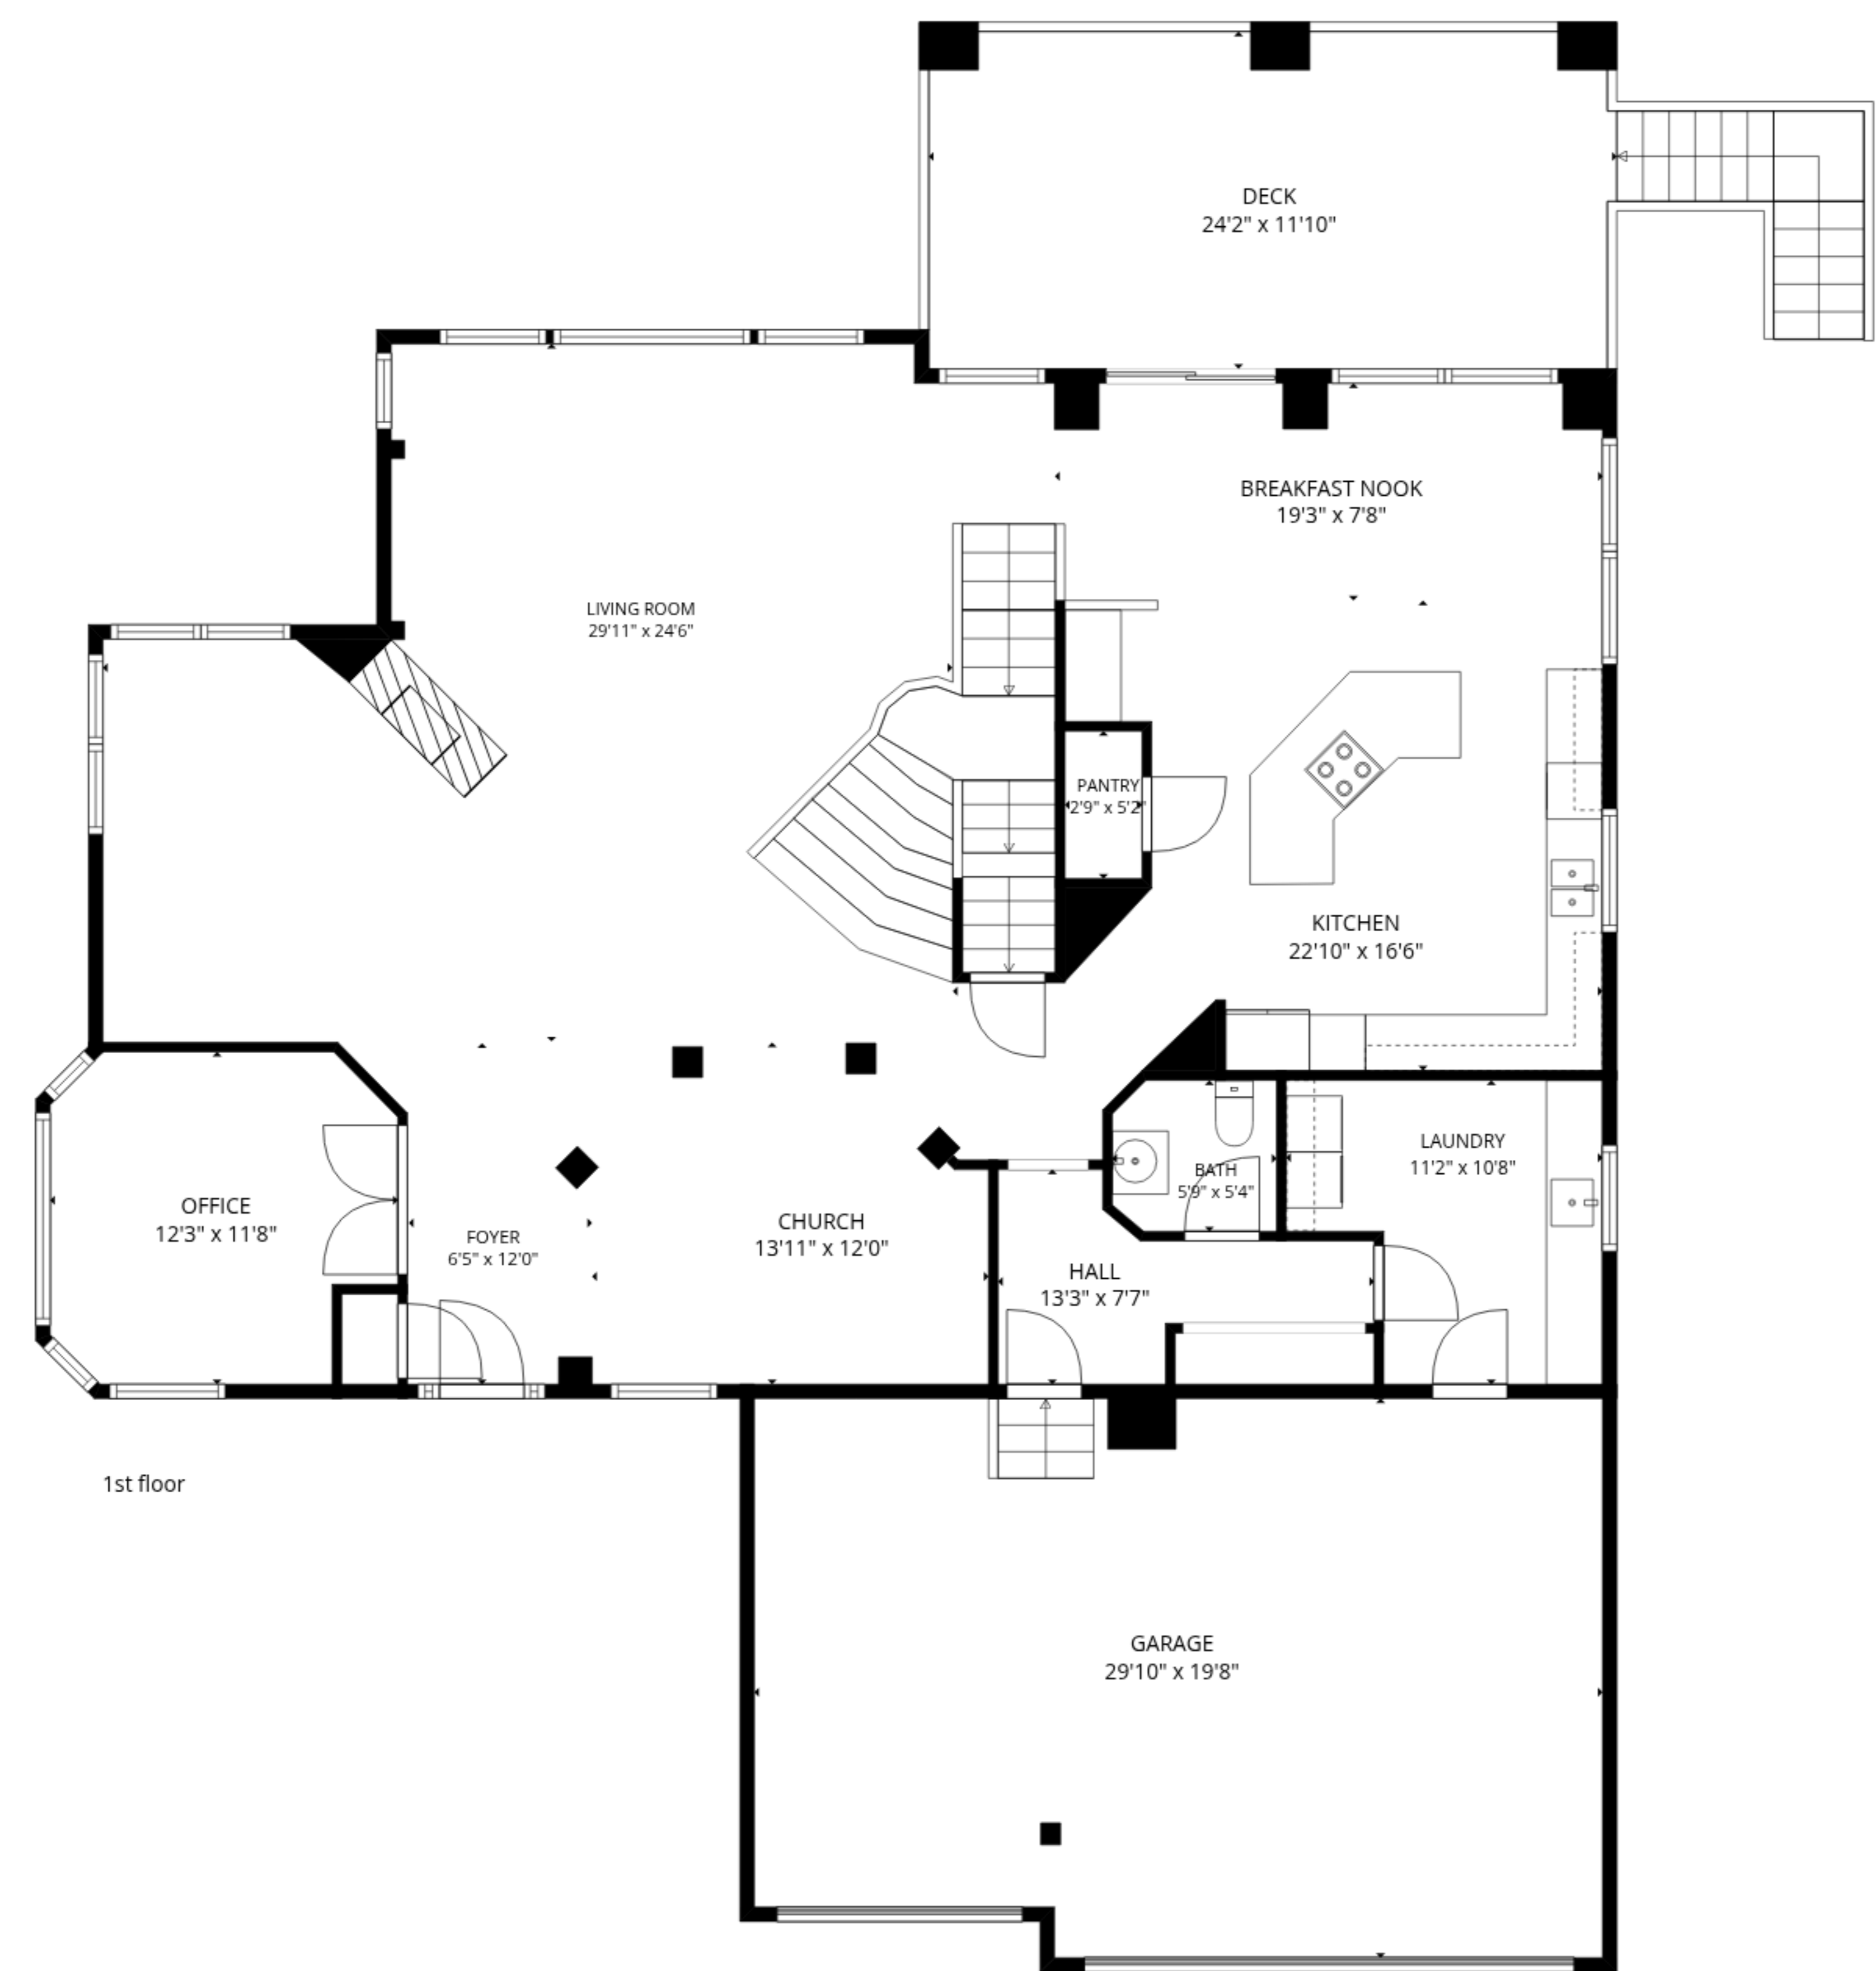 DECK
24'2" x 11'10"
BREAKFAST NOOK
19'3" x 7'8"
LIVING ROOM
29'11" x 24'6"
PANTRY
2'9" x 5'2"
KITCHEN
22'10" x 16'6"
LAUNDRY
11'2" x 10'8"
BATH
5'9" x 5'4"
OFFICE
12'3" x 11'8"
FOYER
6'5" x 12'0"
CHURCH
13'11" x 12'0"
HALL
13'3" x 7'7"
1st floor
GARAGE
29'10" x 19'8"